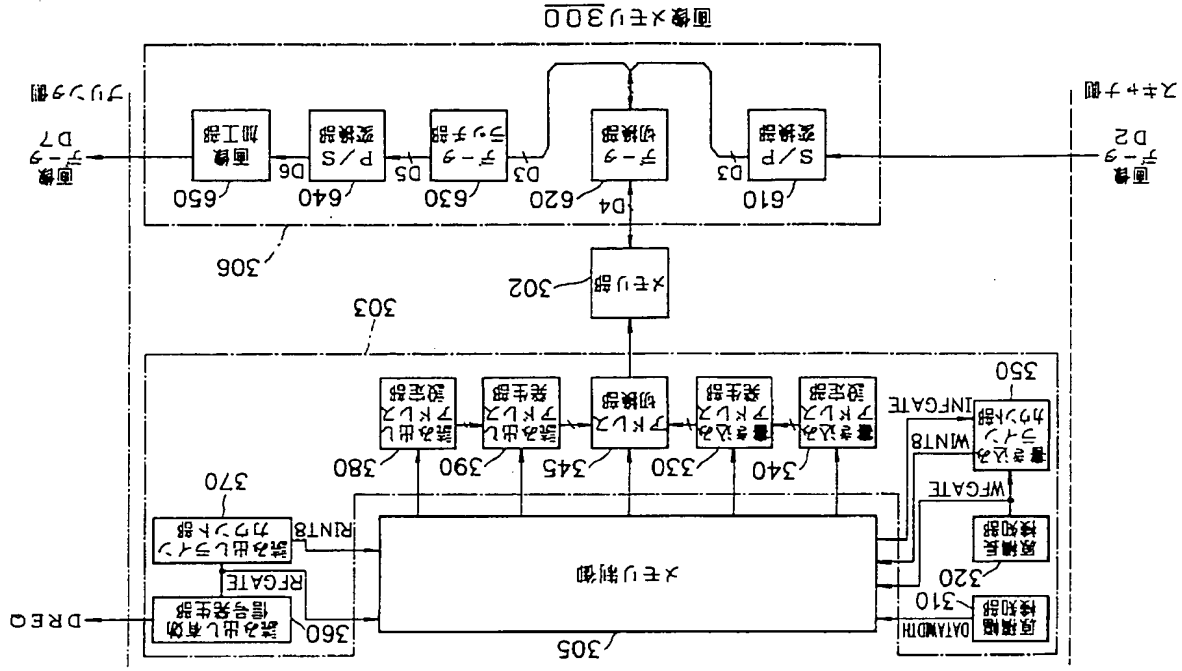 305
310
原稿幅
検知部
DATAWDTH
メモリ制御
360
読み出し有効
信号発生部
DREQ
320
原稿長
検知部
WFGATE
RFGATE
WINT8
INFGATE
RINT8
読み出しライン
カウント部
370
書き込み
ライン
カウント部
350
340
330
345
390
380
書き込み
アドレス
設定部
書き込み
アドレス
発生部
アドレス
切換部
読み出し
アドレス
発生部
読み出し
アドレス
設定部
303
メモリ部
302
306
610
D4
620
630
640
650
画像
データ
D2
S/P
変換部
D3
データ
切換部
D3
データ
ラッチ部
D5
P/S
変換部
D6
画像
加工部
画像
データ
D7
スキャナ側
プリンタ側
画像メモリ300